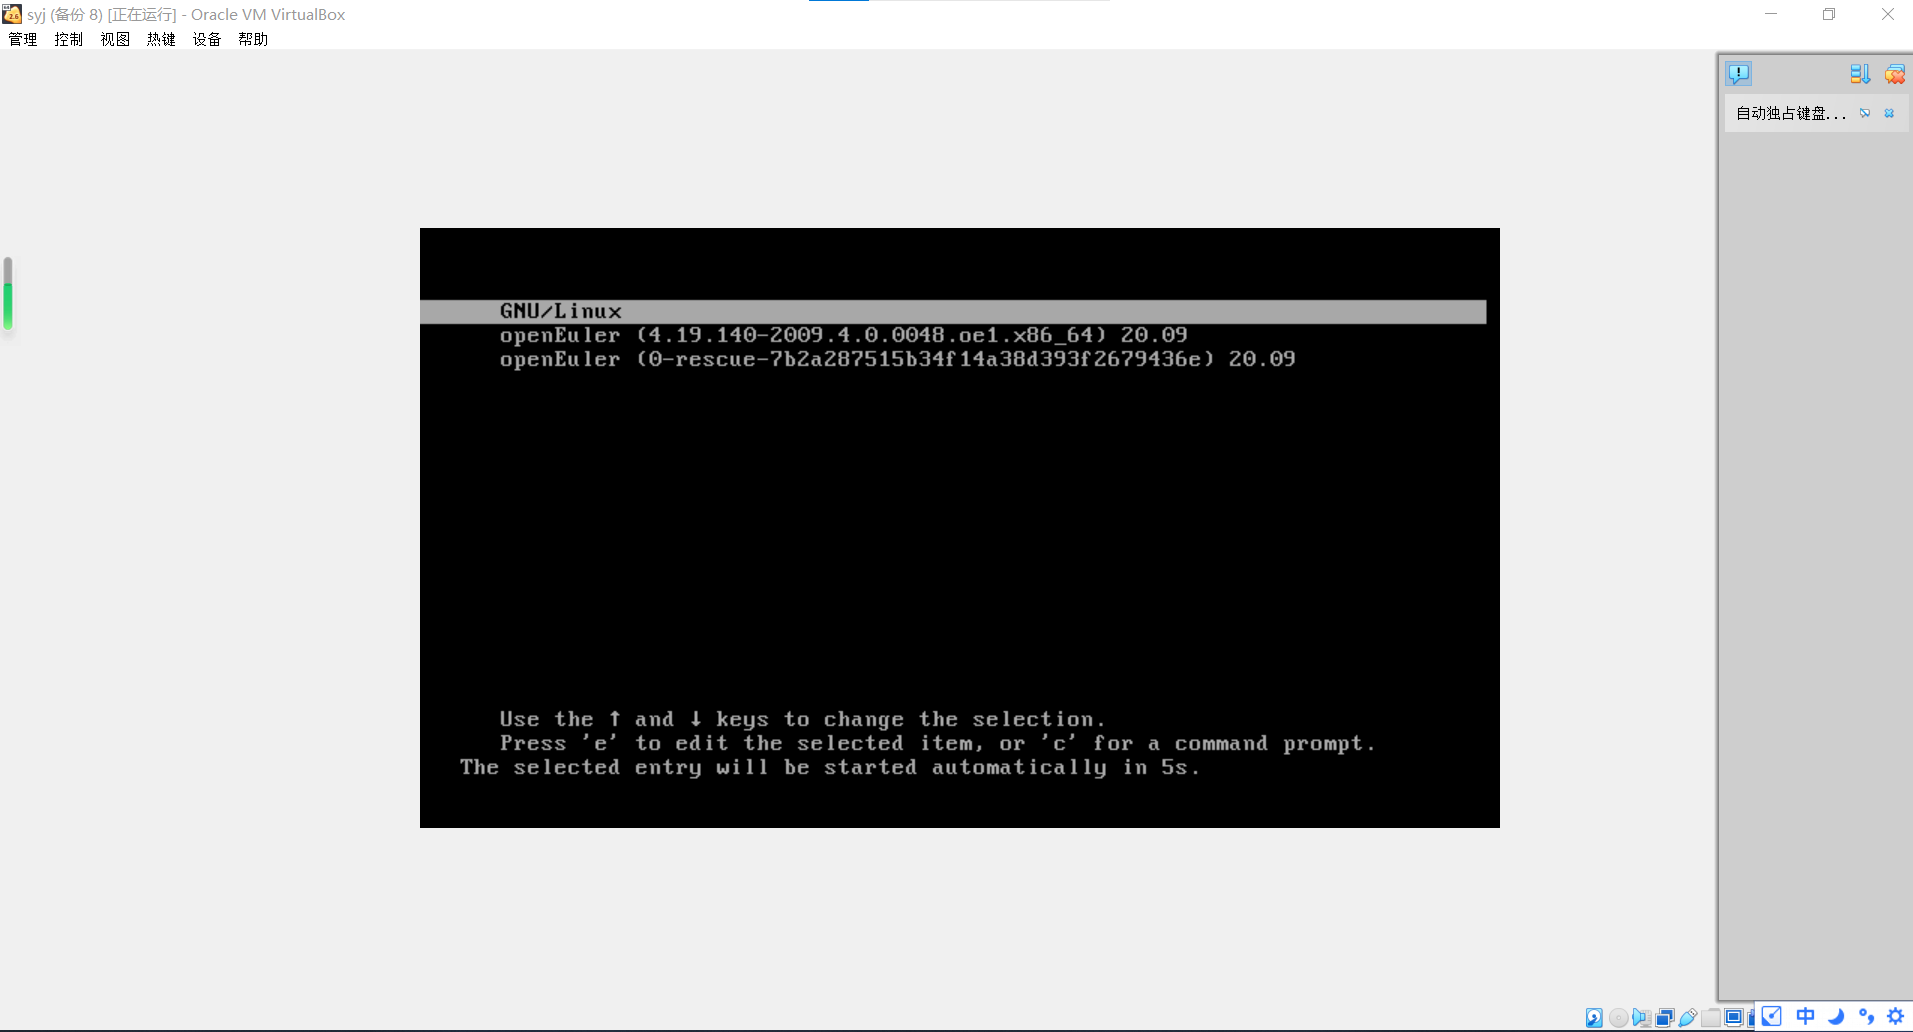 syj (备份 8) [正在运行] - Oracle VM VirtualBox
管理 控制 视图 热键 设备 帮助
自动独占键盘...
GNU/Linux
openEuler (4.19.140-2009.4.0.0048.oe1.x86_64) 20.09
openEuler (0-rescue-7b2a287515b34f14a38d393f2679436e) 20.09
Use the ↑ and ↓ keys to change the selection.
Press 'e' to edit the selected item, or 'c' for a command prompt.
The selected entry will be started automatically in 5s.
中